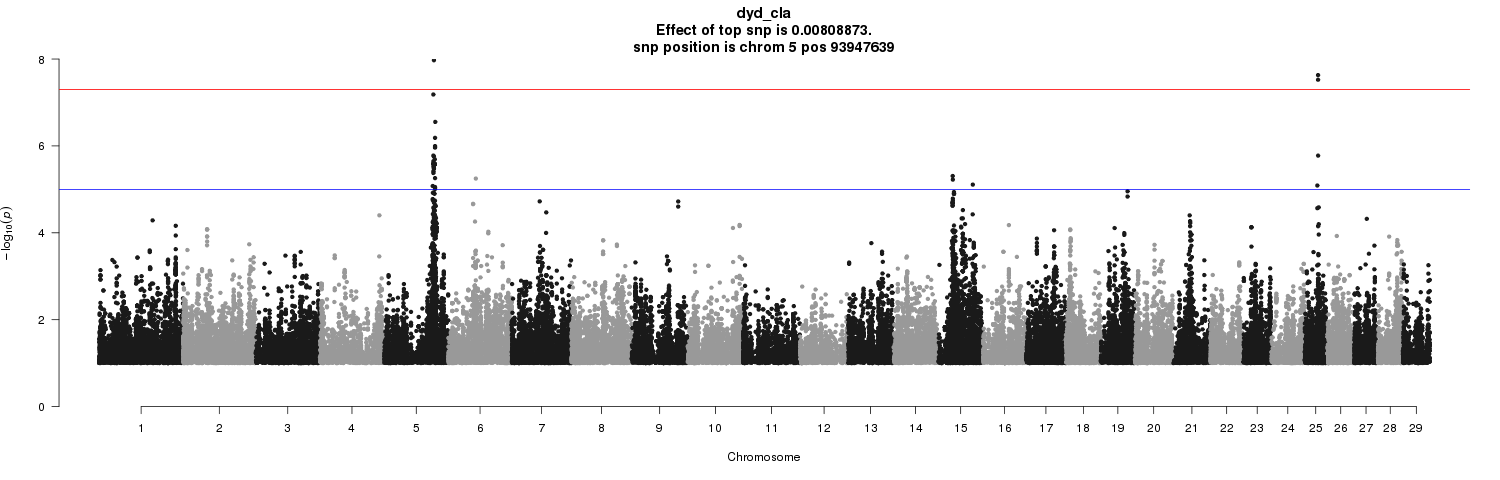 dyd_cla
Effect of top snp is 0.00808873.
snp position is chrom 5 pos 93947639
8
6
4
2
0
−log10(p)
1 2 3 4 5 6 7 8 9 10 11 12 13 14 15 16 17 18 19 20 21 22 23 24 25 26 27 28 29
Chromosome